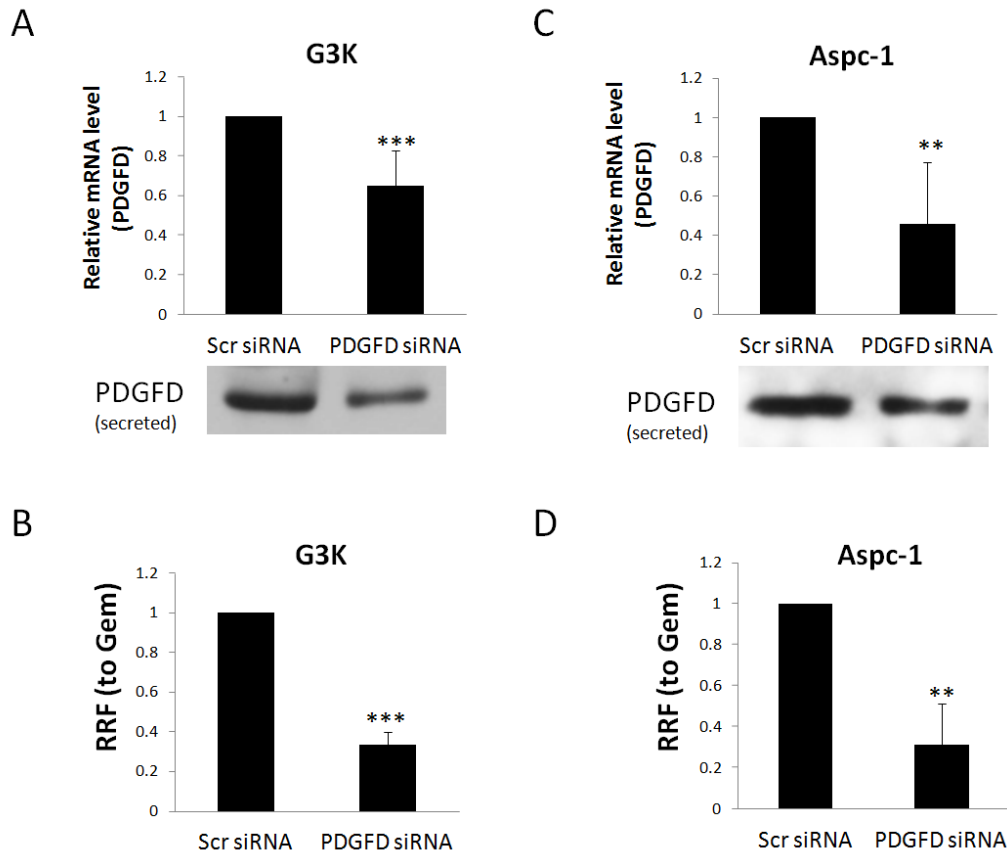 A
G3K
Relative mRNA level
(PDGFD)
1.2
1
0.8
0.6
0.4
0.2
0
***
Scr siRNA PDGFD siRNA
PDGFD
(secreted)
C
Aspc-1
Relative mRNA level
(PDGFD)
1.2
1
0.8
0.6
0.4
0.2
0
**
Scr siRNA PDGFD siRNA
PDGFD
(secreted)
B
G3K
RRF (to Gem)
1.2
1
0.8
0.6
0.4
0.2
0
***
Scr siRNA PDGFD siRNA
D
Aspc-1
RRF (to Gem)
1.2
1
0.8
0.6
0.4
0.2
0
**
Scr siRNA PDGFD siRNA